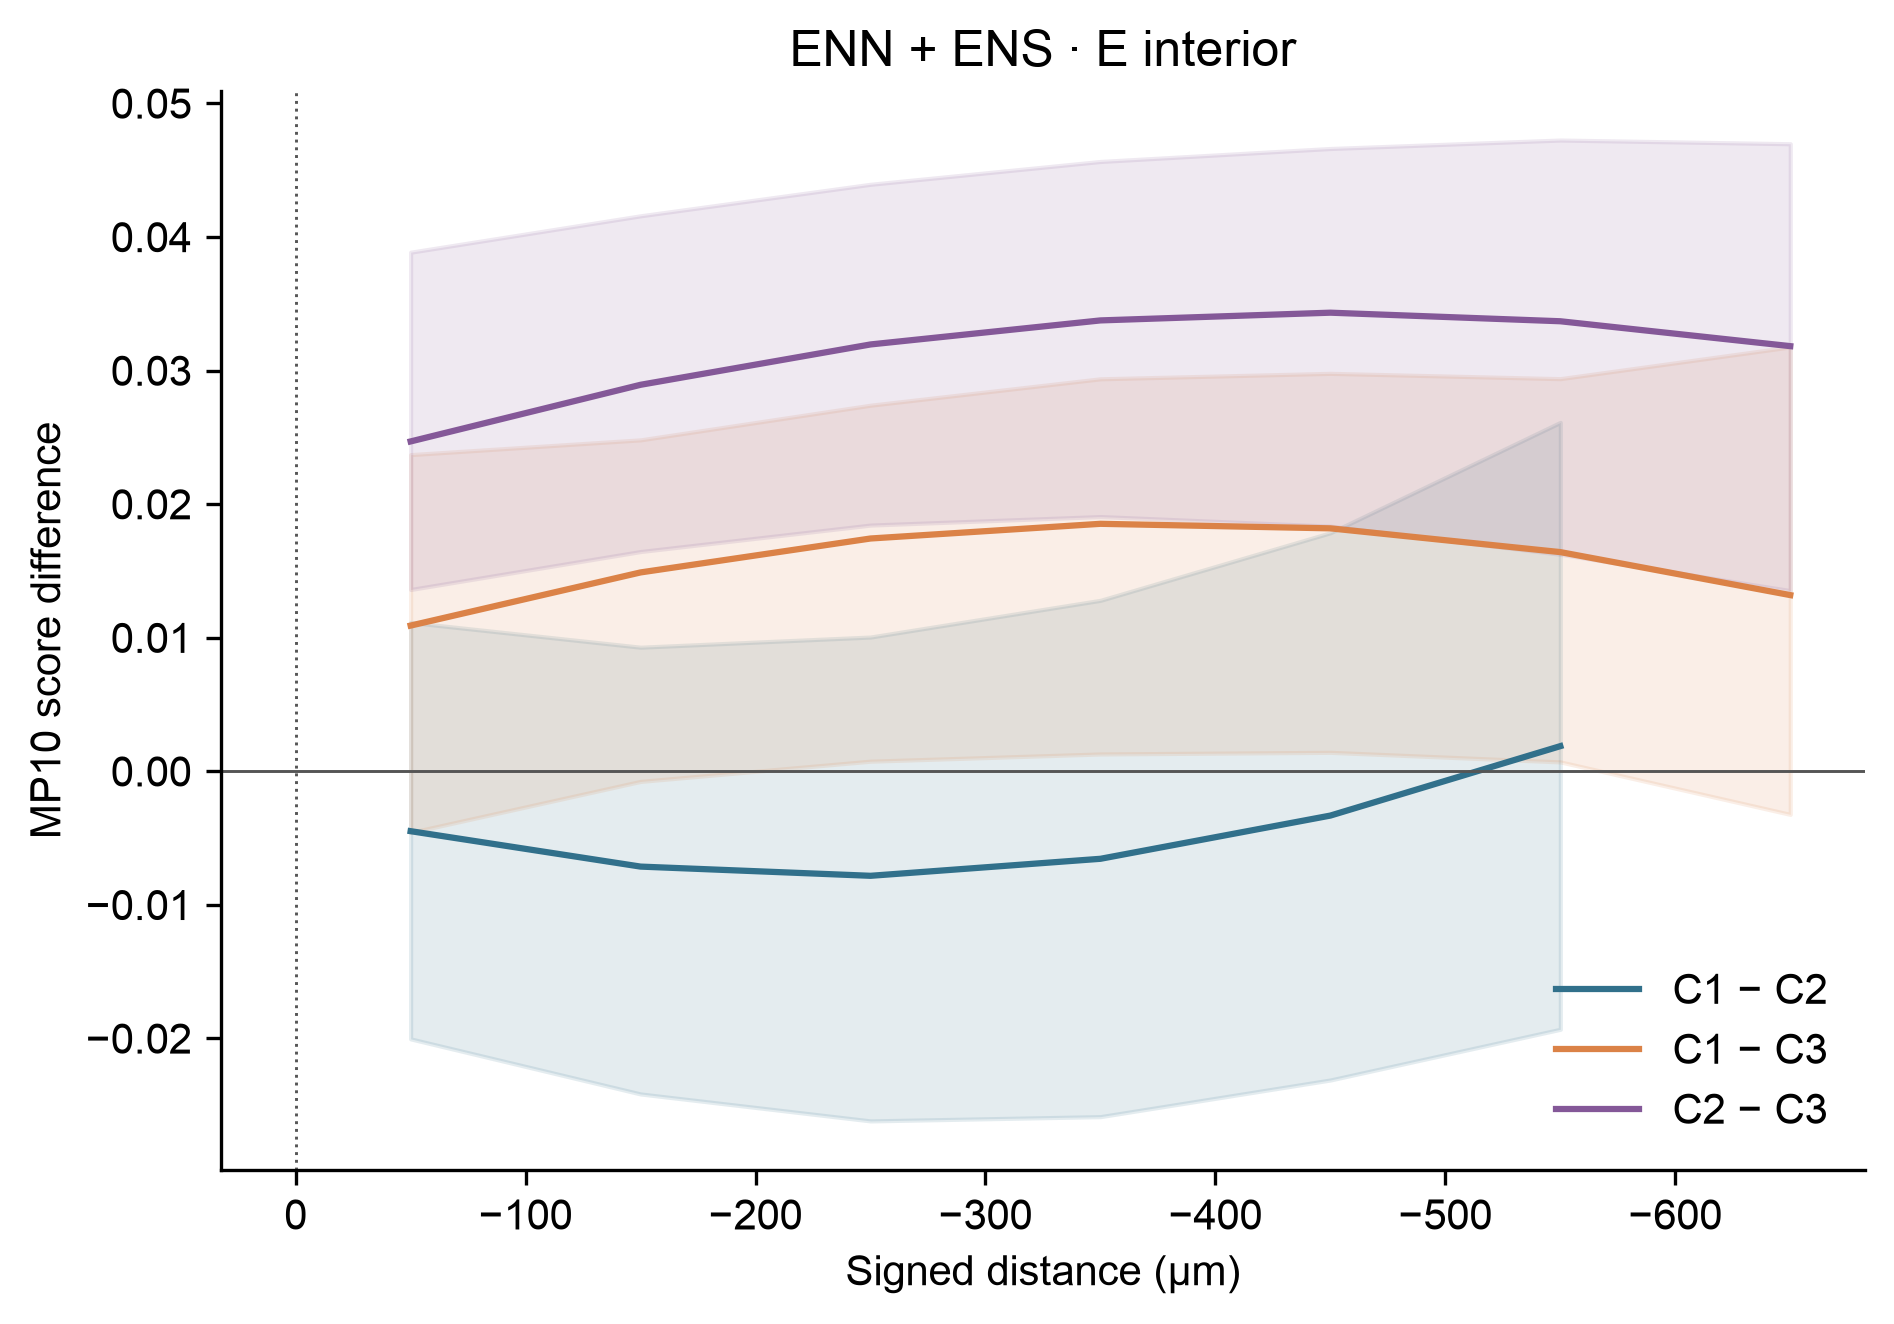 ENN + ENS · E interior
MP10 score difference
0.05
0.04
0.03
0.02
0.01
0.00
−0.01
−0.02
C1 − C2
C1 − C3
C2 − C3
0 −100 −200 −300 −400 −500 −600
Signed distance (μm)